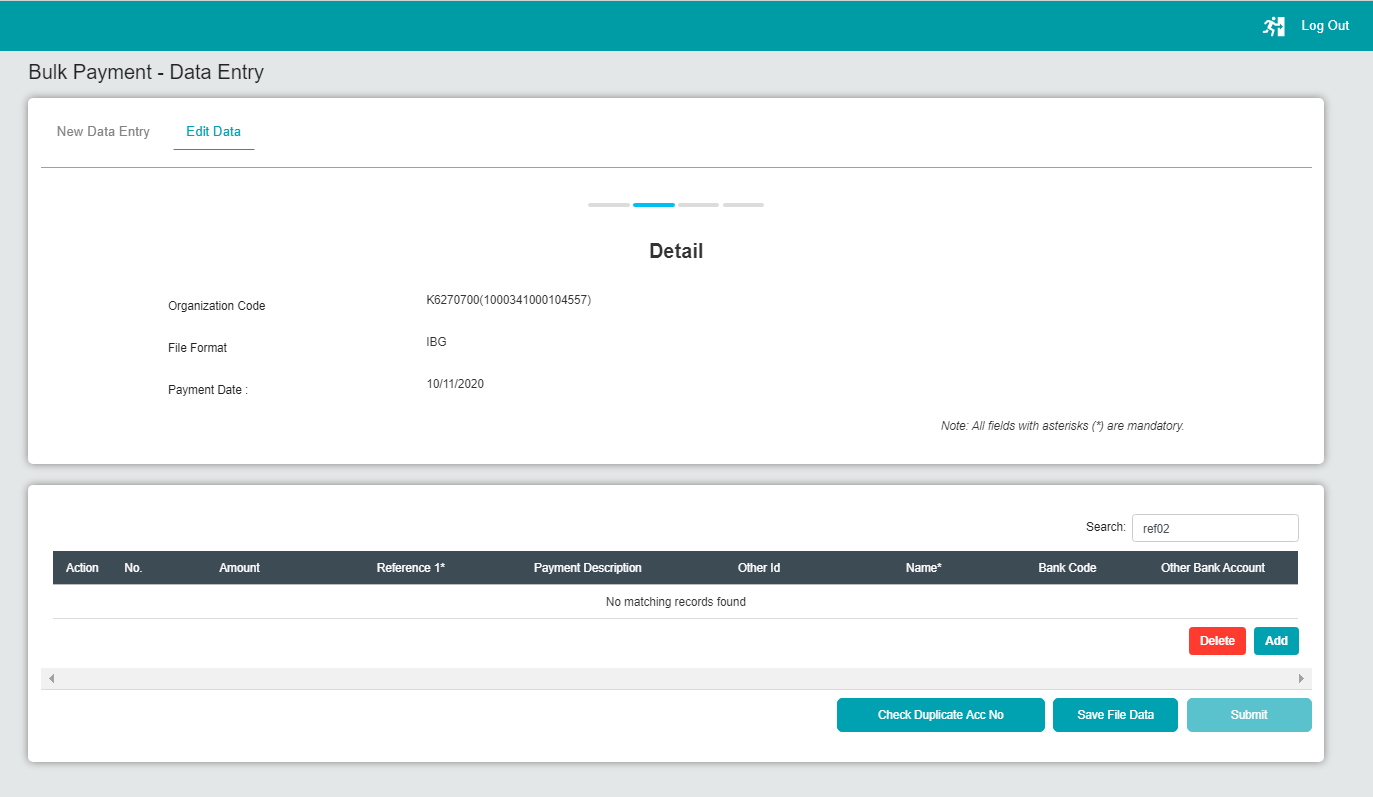 Log Out
Bulk Payment - Data Entry
New Data Entry Edit Data
Detail
Organization Code K6270700(1000341000104557)
File Format IBG
Payment Date : 10/11/2020
Note: All fields with asterisks (*) are mandatory.
Search: ref02
Action No. Amount Reference 1* Payment Description Other Id Name* Bank Code Other Bank Account
No matching records found
Delete Add
Check Duplicate Acc No Save File Data Submit